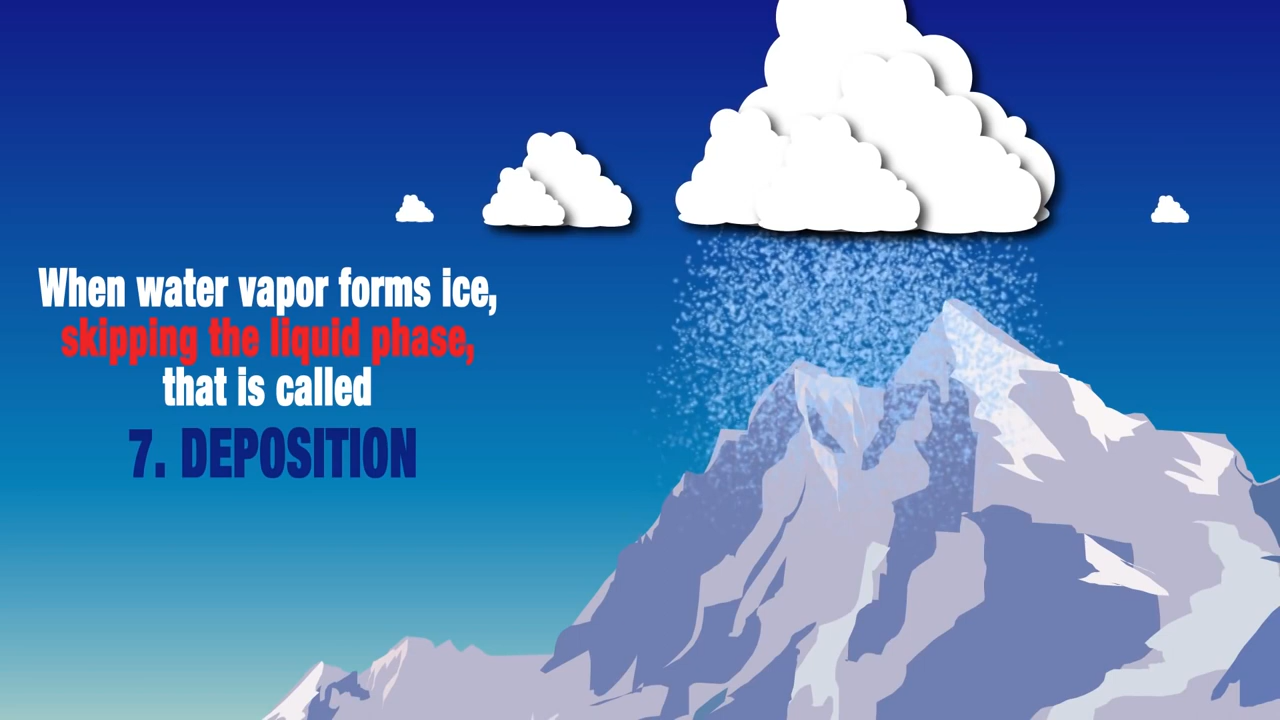 When water vapor forms ice,
skipping the liquid phase,
that is called
7. DEPOSITION